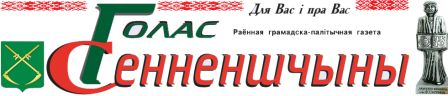 Для Вас і пра Вас
Голас
Раённая грамадска-палітычная газета
Сенненшчыны